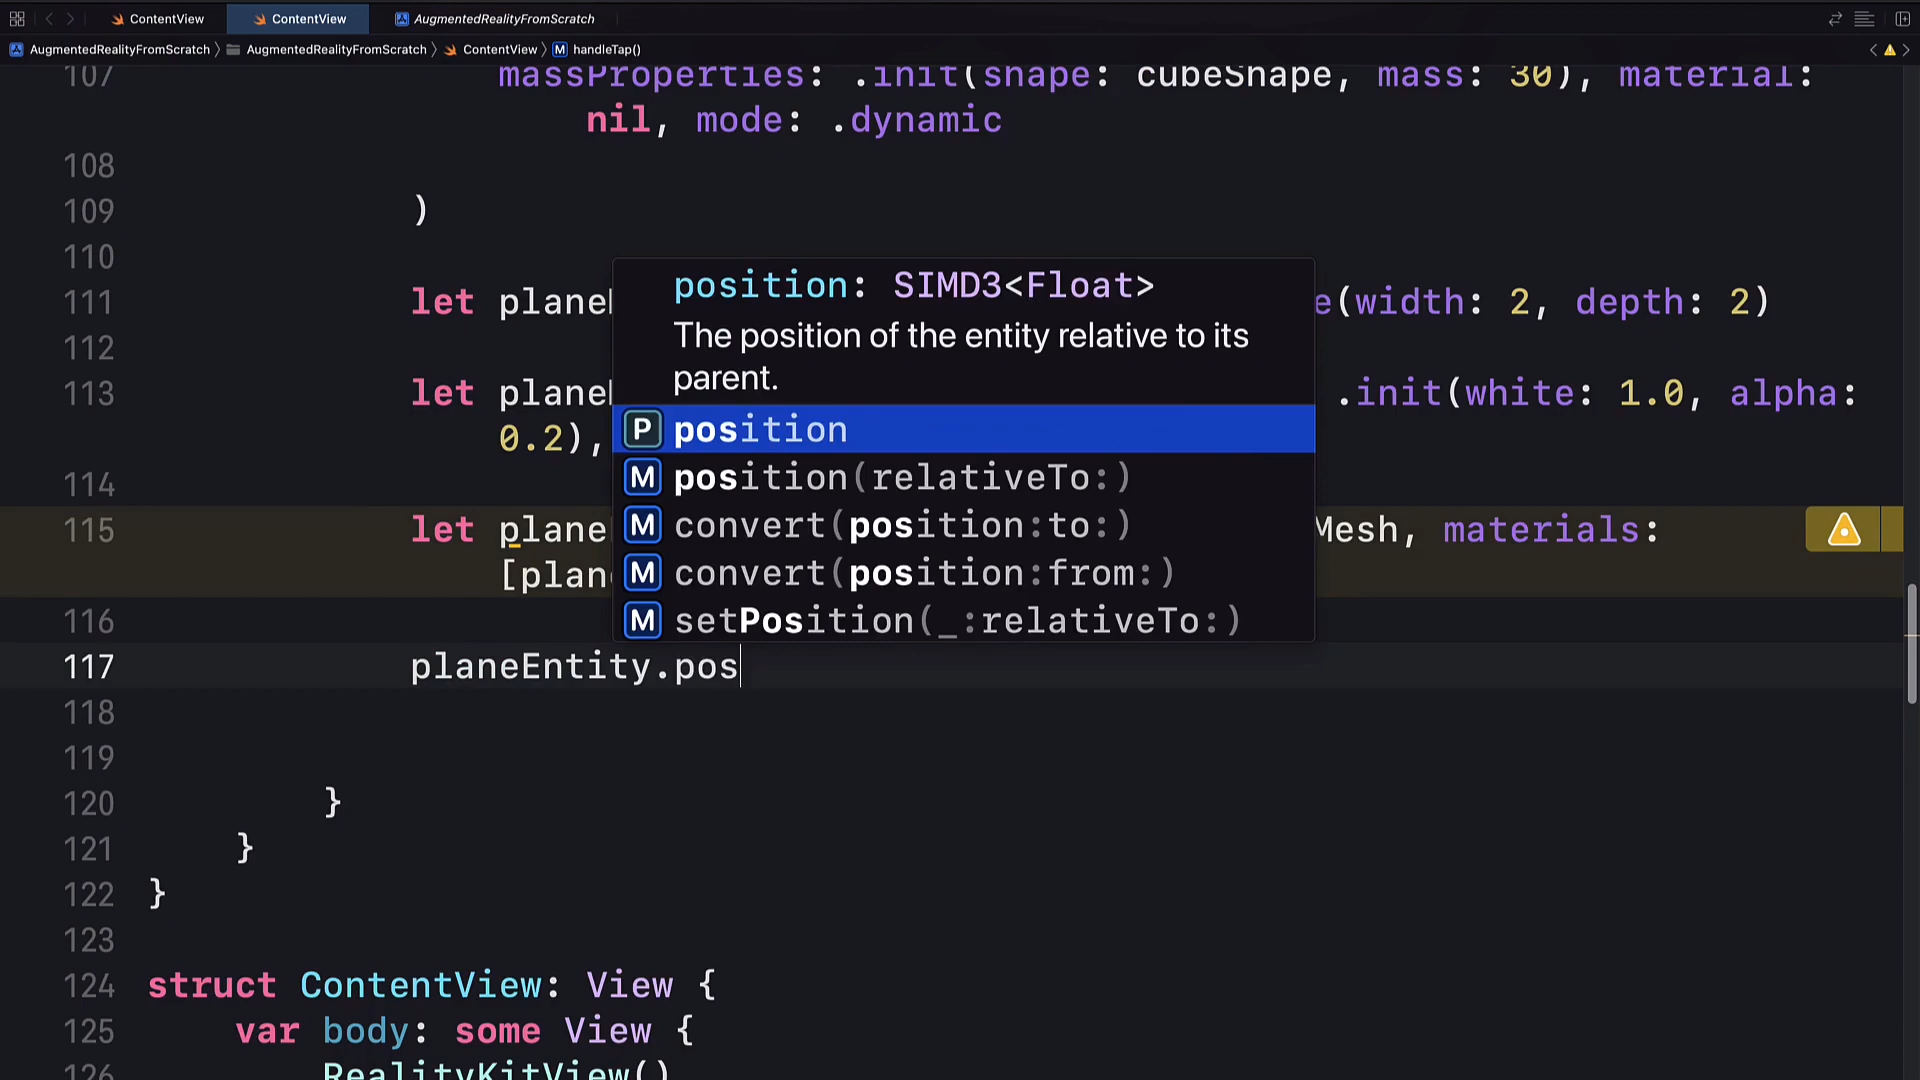 ContentView ContentView AugmentedRealityFromScratch
AugmentedRealityFromScratch AugmentedRealityFromScratch ContentView M handleTap()
107 massProperties: .init(shape: cubeShape, mass: 30), material:
nil, mode: .dynamic
108
109 )
110
111 let plane e(width: 2, depth: 2)
112
113 let plane .init(white: 1.0, alpha:
0.2),
114
115 let plane Mesh, materials:
[plan
116
117 planeEntity.pos
118
119
120 }
121 }
122 }
123
124 struct ContentView: View {
125 var body: some View {
126 RealityKitView()
position: SIMD3<Float>
The position of the entity relative to its
parent.
P position
M position(relativeTo:)
M convert(position:to:)
M convert(position:from:)
M setPosition(_:relativeTo:)